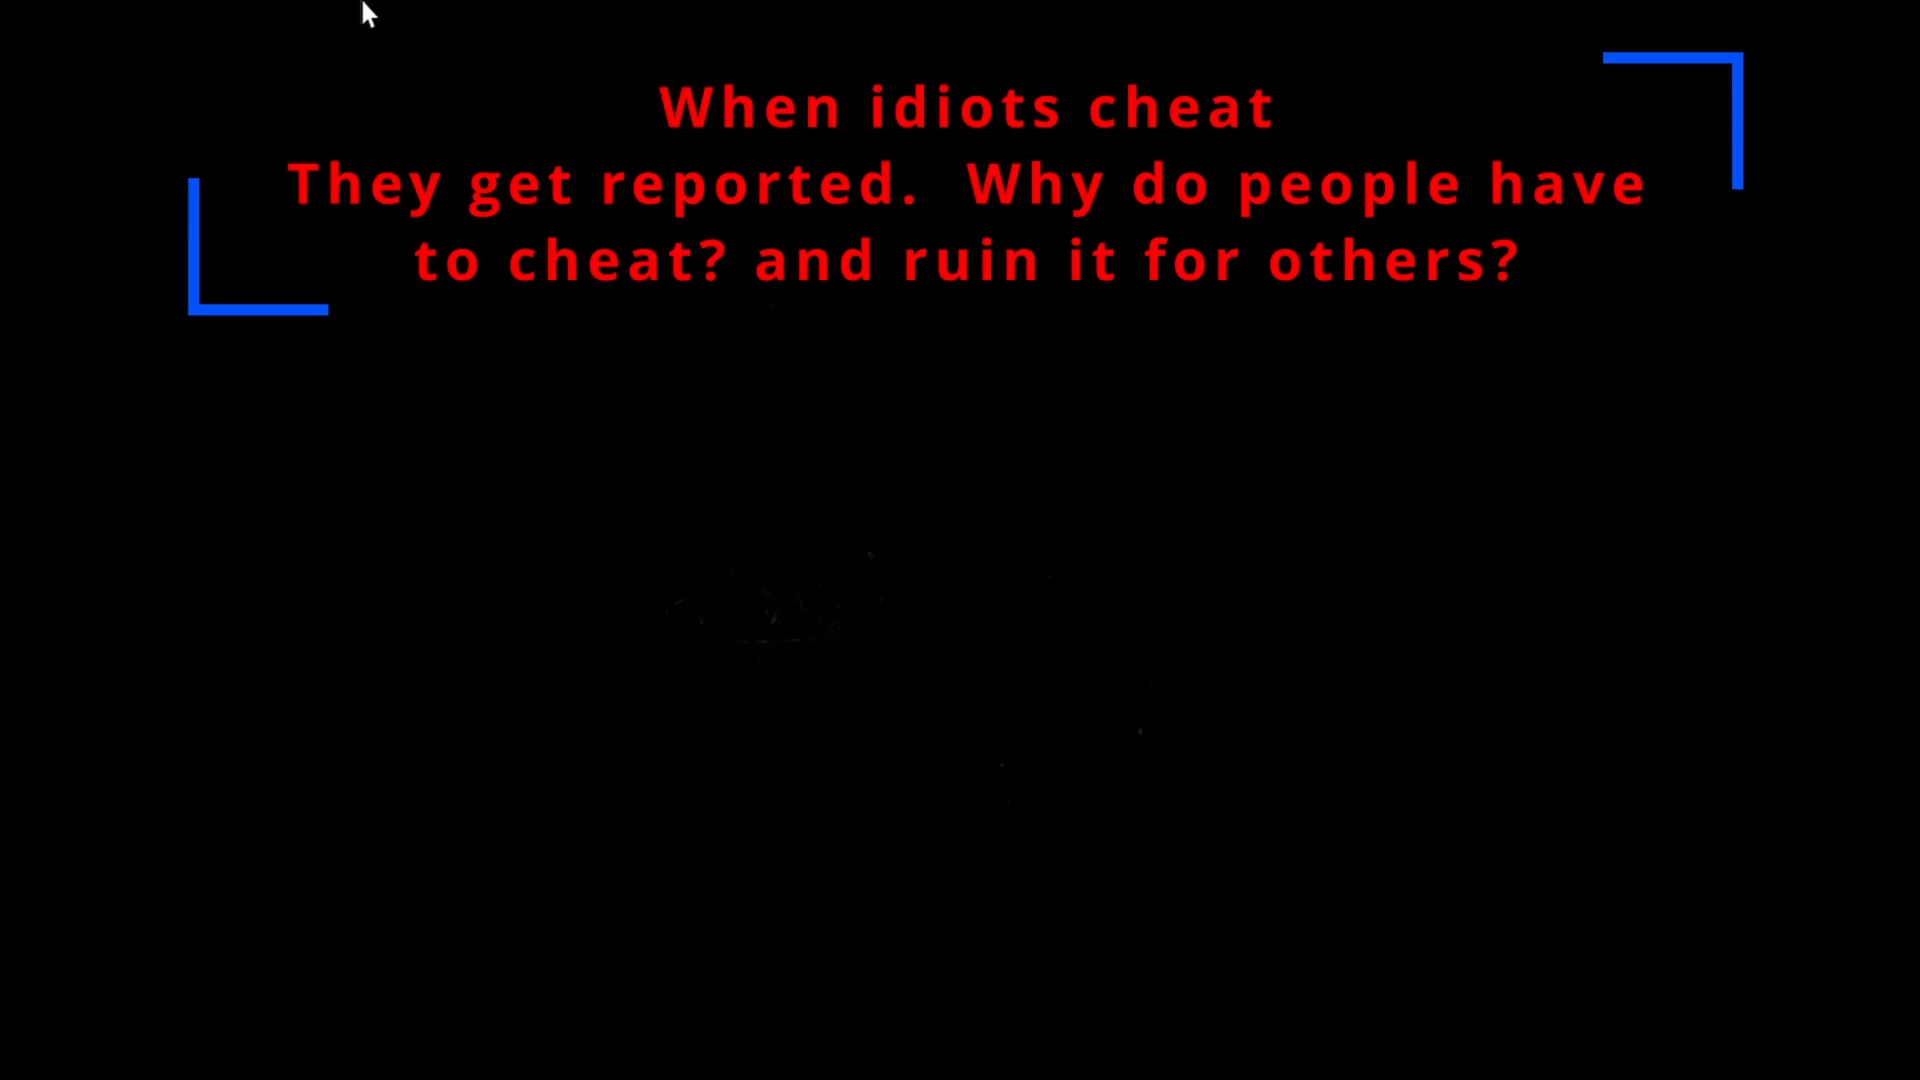 When idiots cheat
They get reported.  Why do people have
to cheat? and ruin it for others?